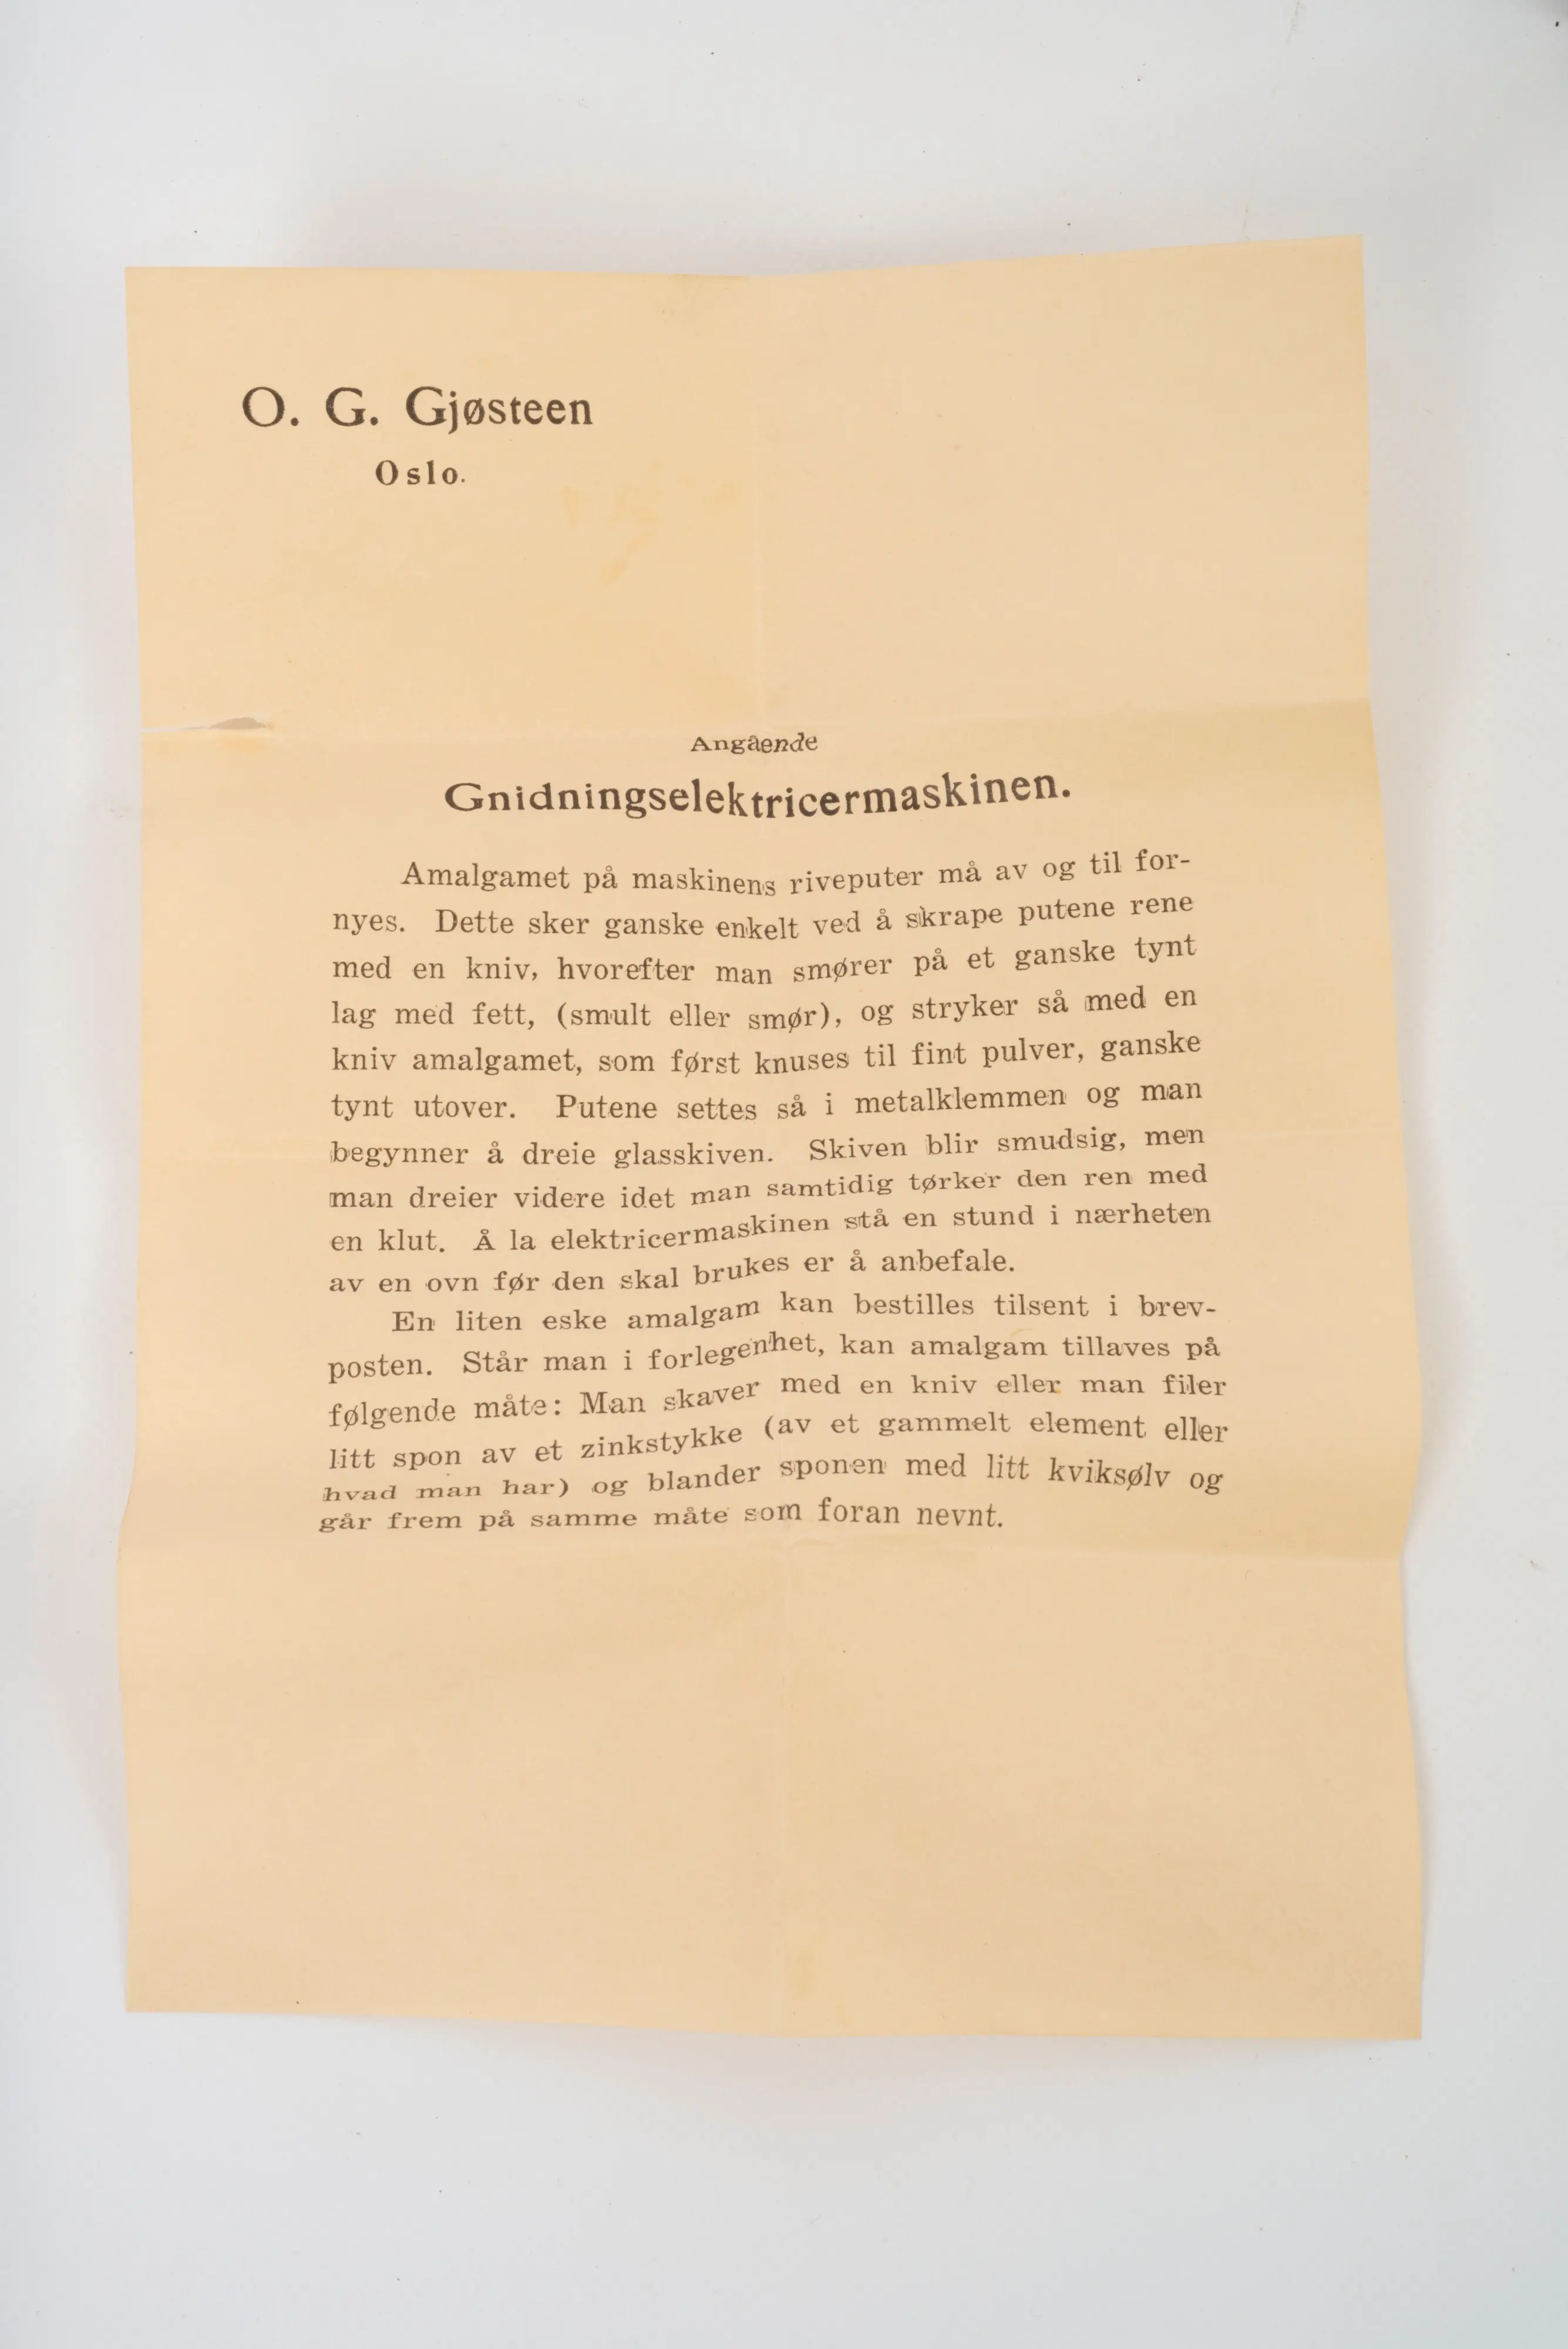 O. G. Gjøsteen
Oslo.
Angående
Gnidningselektricermaskinen.
Amalgamet på maskinens riveputer må av og til for-
nyes. Dette sker ganske enkelt ved å skrape putene rene
med en kniv, hvorefter man smører på et ganske tynt
lag med fett, (smult eller smør), og stryker så med en
kniv amalgamet, som først knuses til fint pulver, ganske
tynt utover. Putene settes så i metalklemmen og man
begynner å dreie glasskiven. Skiven blir smudsig, men
man dreier videre idet man samtidig tørker den ren med
en klut. Å la elektricermaskinen stå en stund i nærheten
av en ovn før den skal brukes er å anbefale.
En liten eske amalgam kan bestilles tilsent i brev-
posten. Står man i forlegenhet, kan amalgam tillaves på
følgende måte: Man skaver med en kniv eller man filer
litt spon av et zinkstykke (av et gammelt element eller
hvad man har) og blander sponen med litt kviksølv og
går frem på samme måte som foran nevnt.